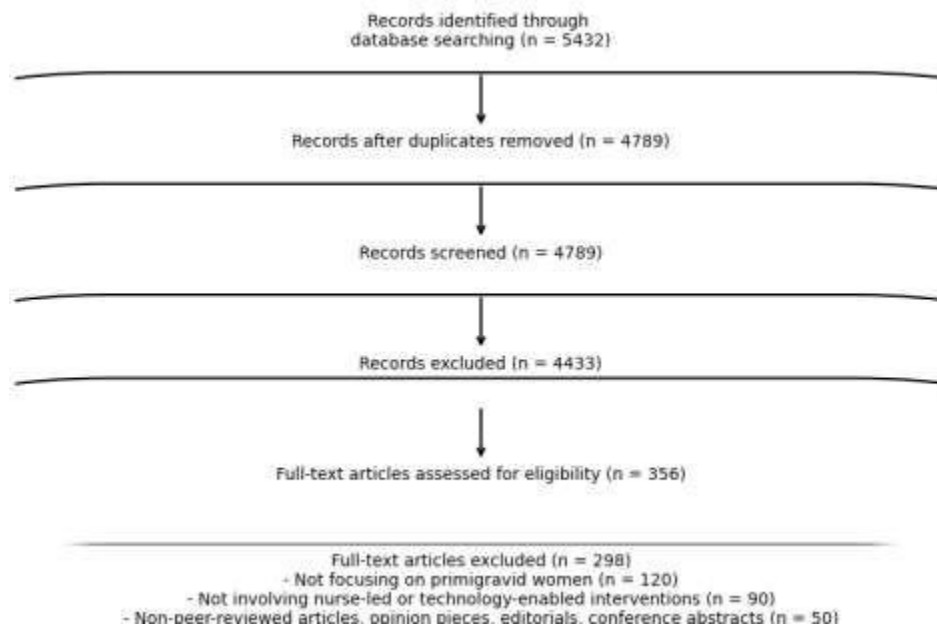 Records identified through
database searching (n = 5432)
Records after duplicates removed (n = 4789)
Records screened (n = 4789)
Records excluded (n = 4433)
Full-text articles assessed for eligibility (n = 356)
Full-text articles excluded (n = 298)
- Not focusing on primigravid women (n = 120)
- Not involving nurse-led or technology-enabled interventions (n = 90)
- Non-peer-reviewed articles, opinion pieces, editorials, conference abstracts (n = 50)